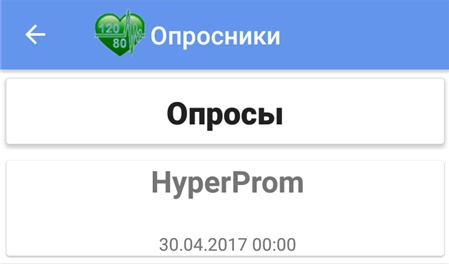 120
80
Опросники
Опросы
HyperProm
30.04.2017 00:00